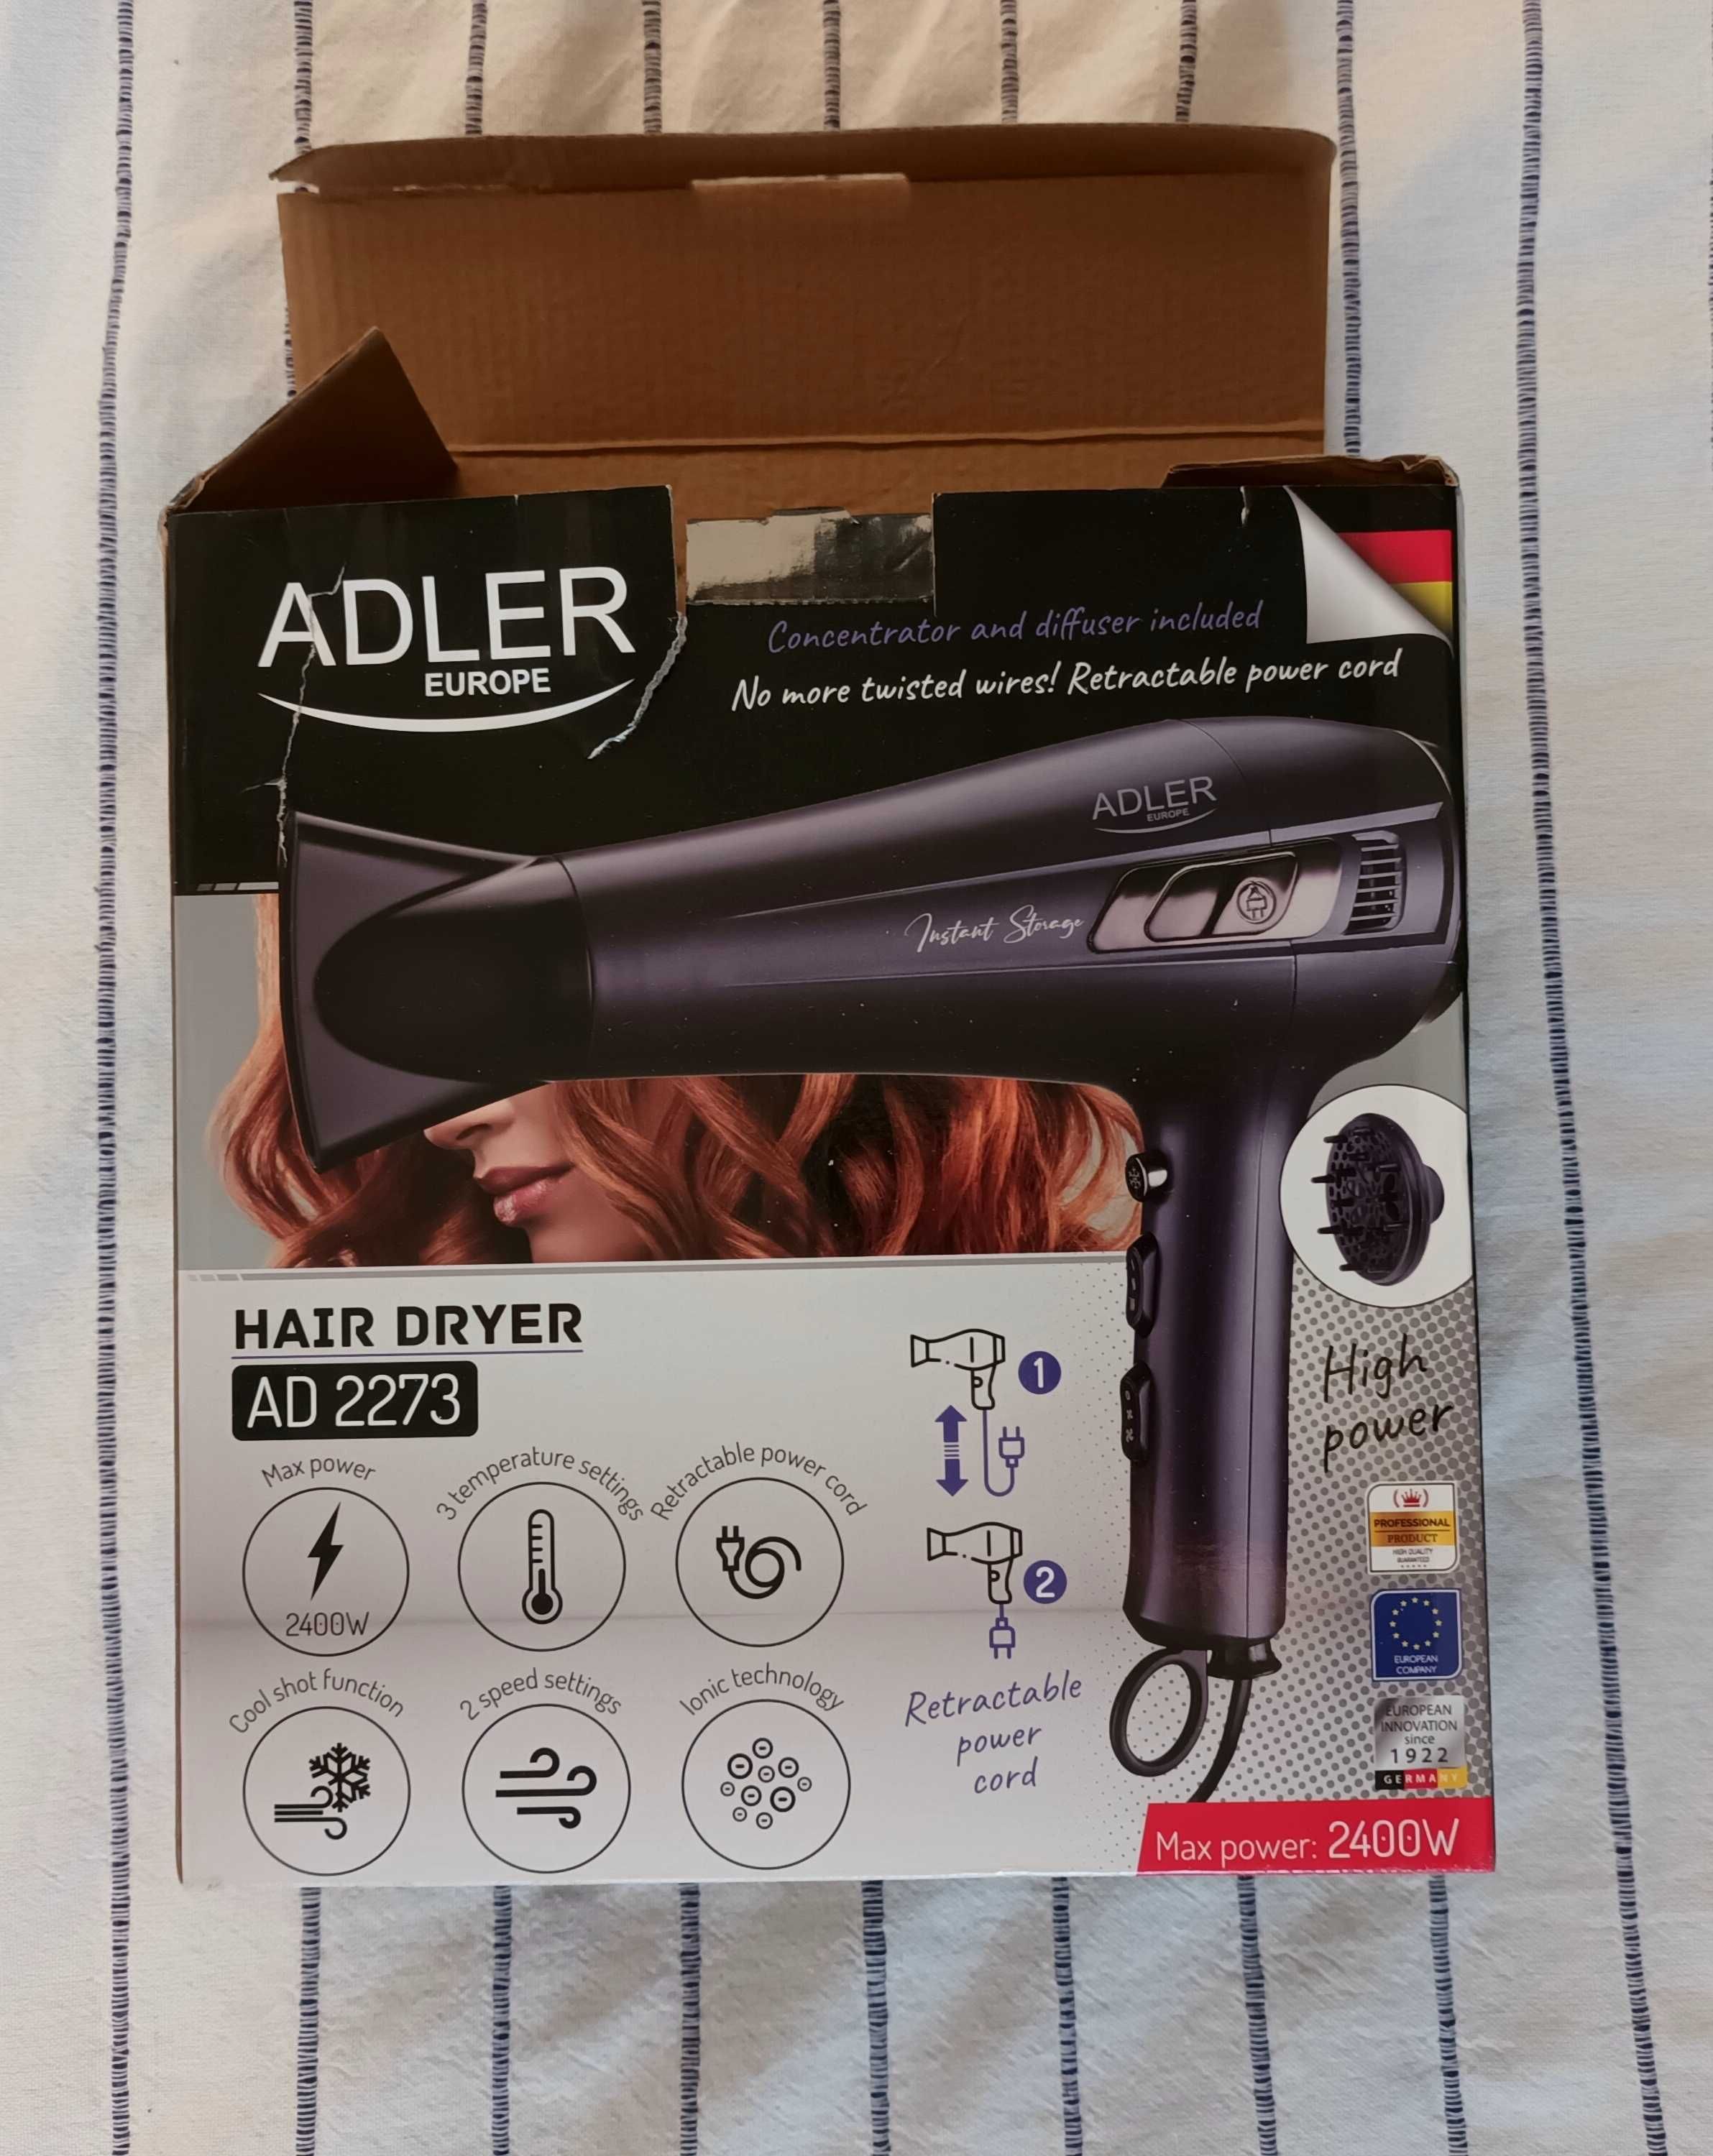 ADLER
EUROPE
Concentrator and diffuser included
No more twisted wires! Retractable power cord
ADLER
EUROPE
Instant Storage
HAIR DRYER
AD 2273
Max power
2400W
3 temperature settings
Retractable power cord
Cool shot function
2 speed settings
Ionic technology
1
2
Retractable
power
cord
High
power
PROFESSIONAL
PRODUCT
HIGH QUALITY
GUARANTEED
EUROPEAN
COMPANY
EUROPEAN
INNOVATION
since
1922
GERMANY
Max power: 2400W